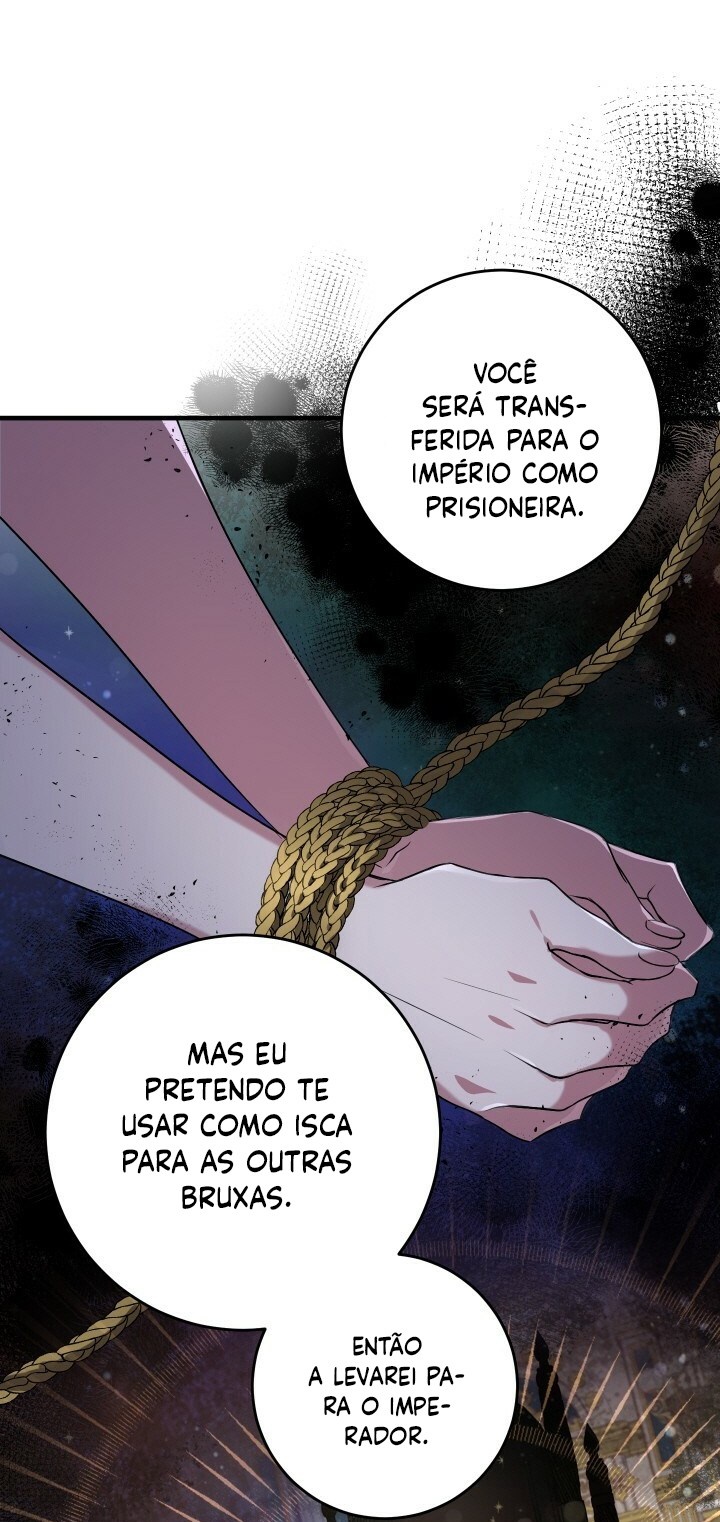 VOCÊ
SERÁ TRANS-
FERIDA PARA O
IMPÉRIO COMO
PRISIONEIRA.
MAS EU
PRETENDO TE
USAR COMO ISCA
PARA AS OUTRAS
BRUXAS.
ENTÃO
A LEVAREI PA-
RA O IMPE-
RADOR.